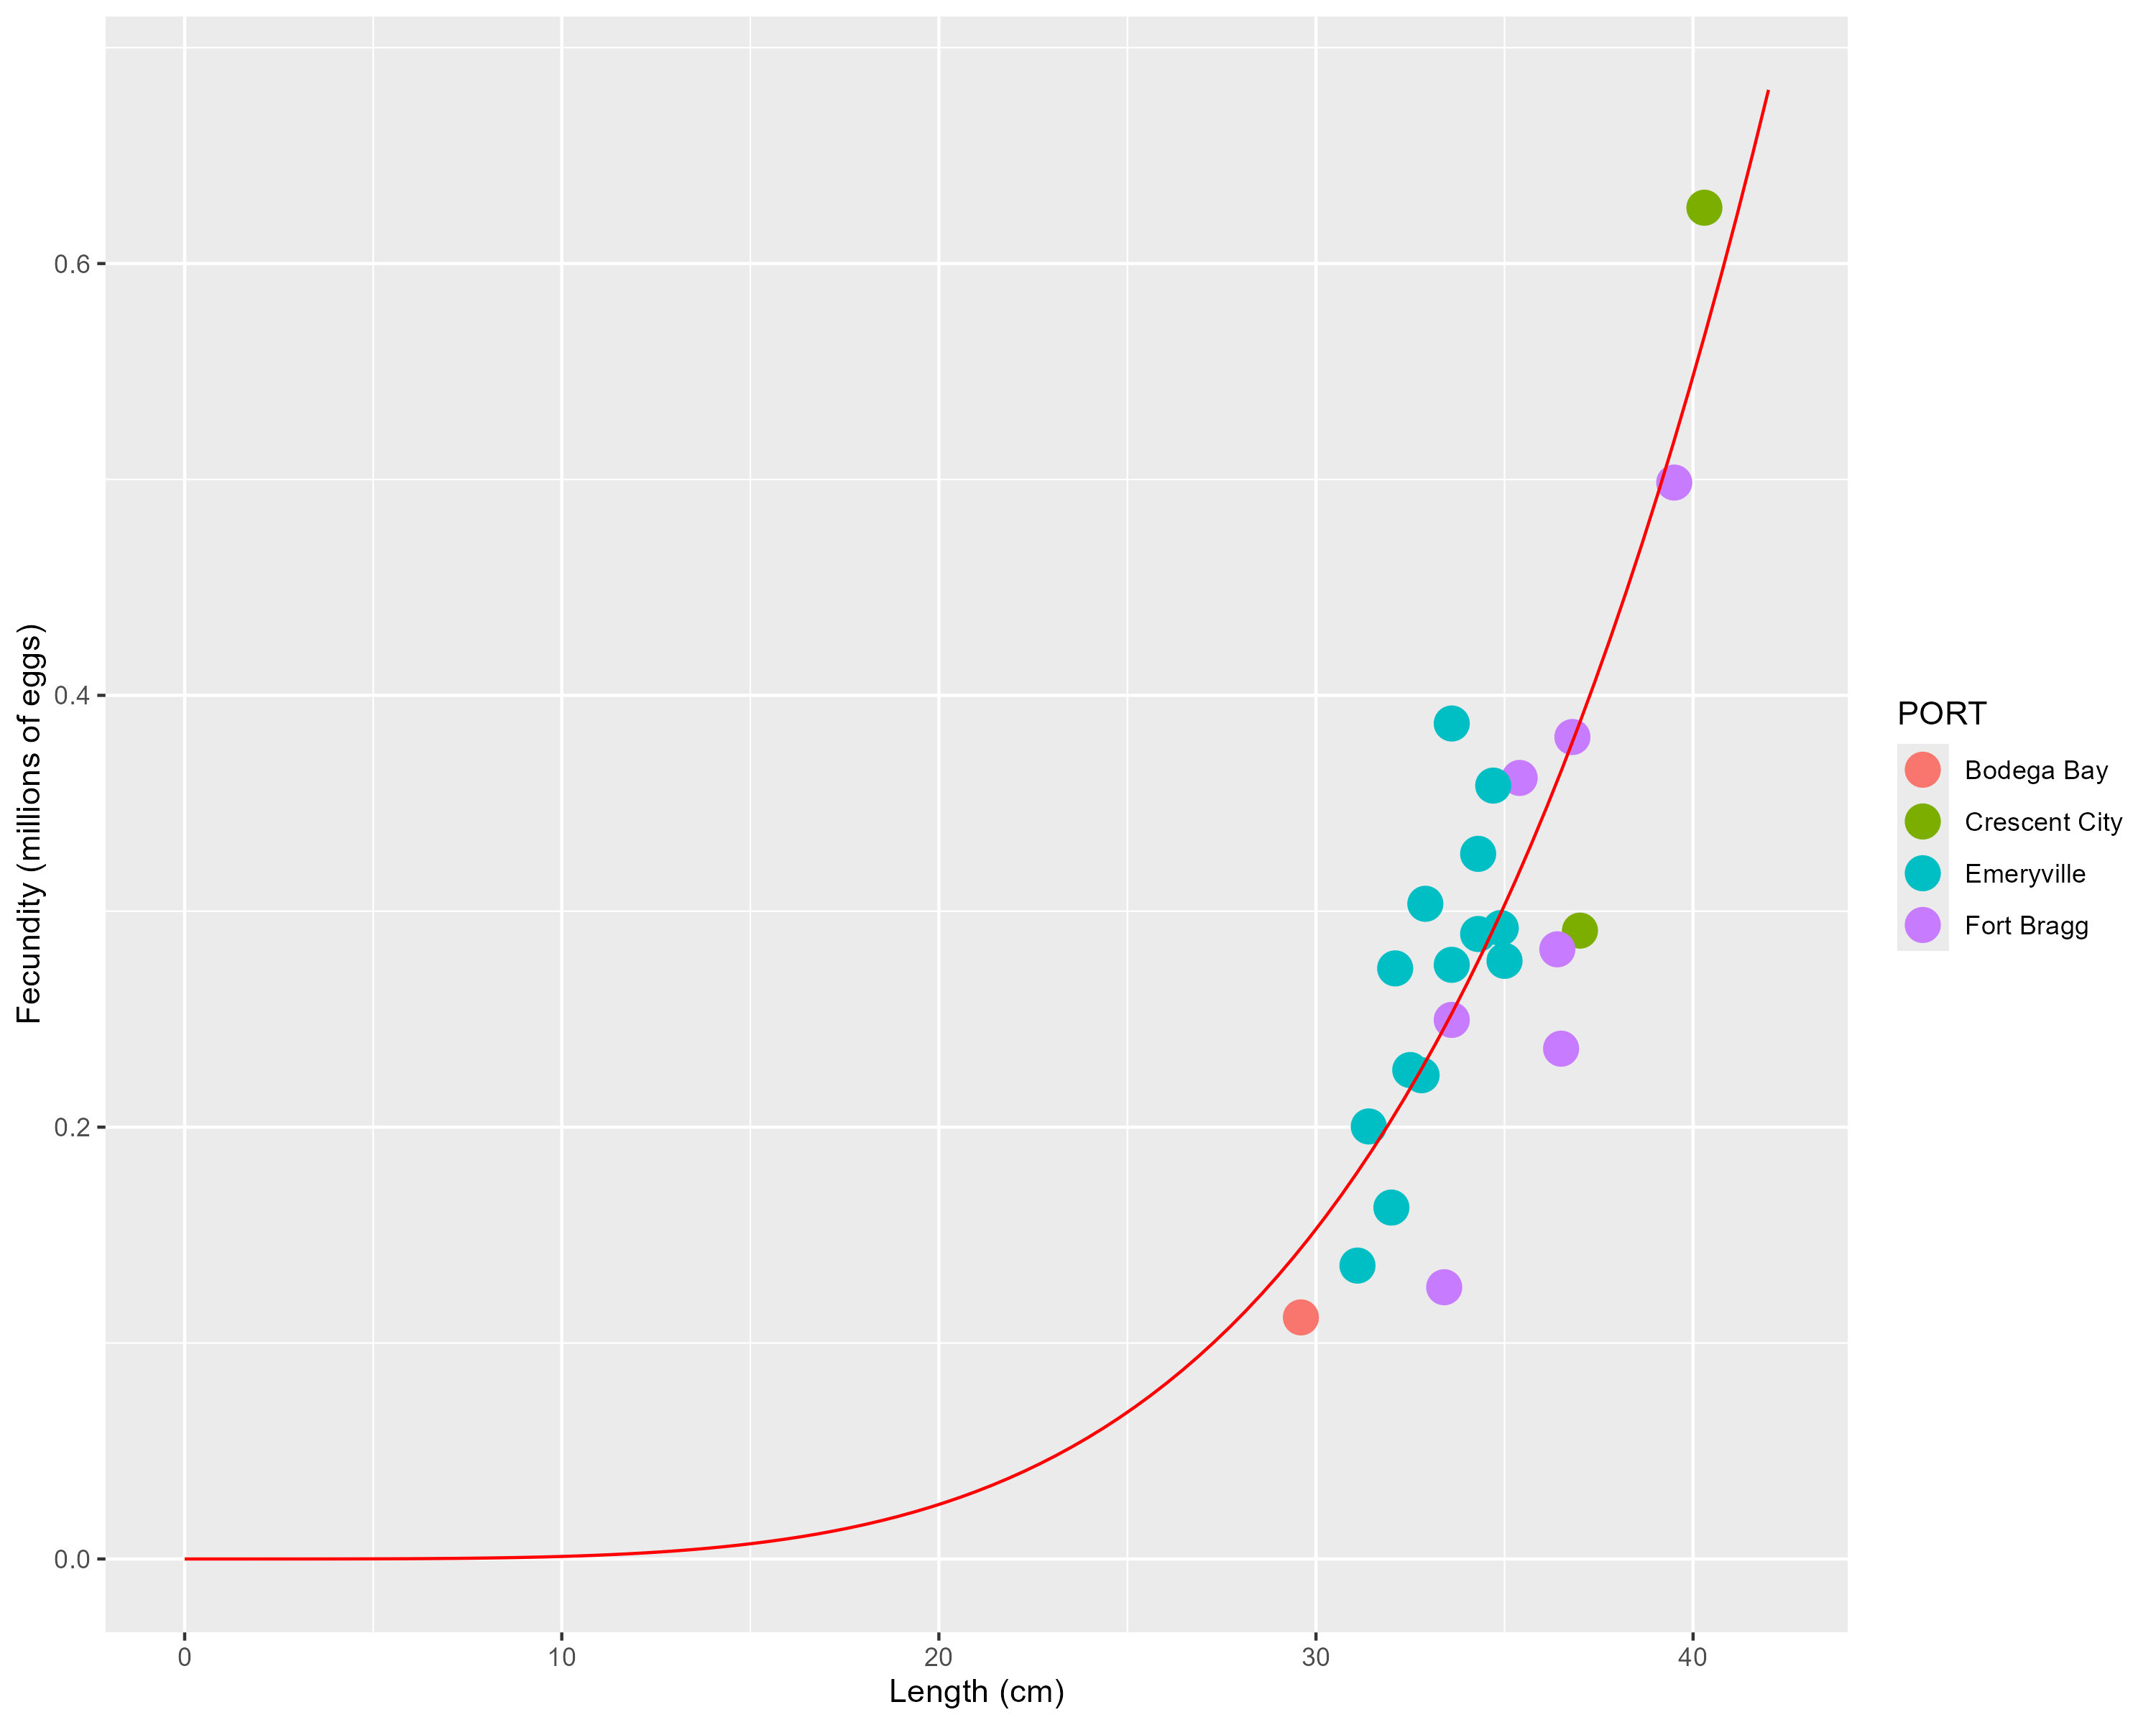 Fecundity (millions of eggs)
0.6
0.4
0.2
0.0
0
10
20
30
40
Length (cm)
PORT
Bodega Bay
Crescent City
Emeryville
Fort Bragg